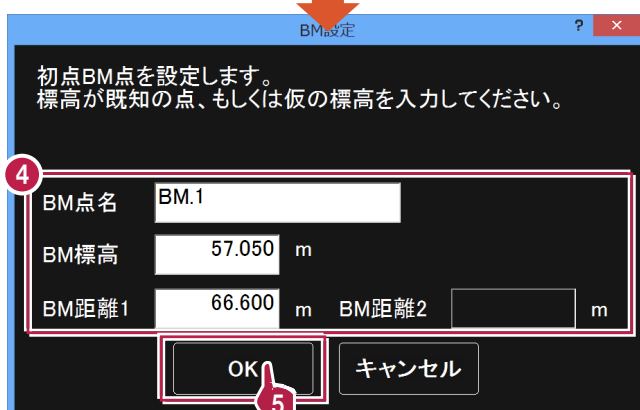 BM設定
? ×
初点BM点を設定します。
標高が既知の点、もしくは仮の標高を入力してください。
4
BM点名 BM.1
BM標高 57.050 m
BM距離1 66.600 m BM距離2 m
OK キャンセル
5